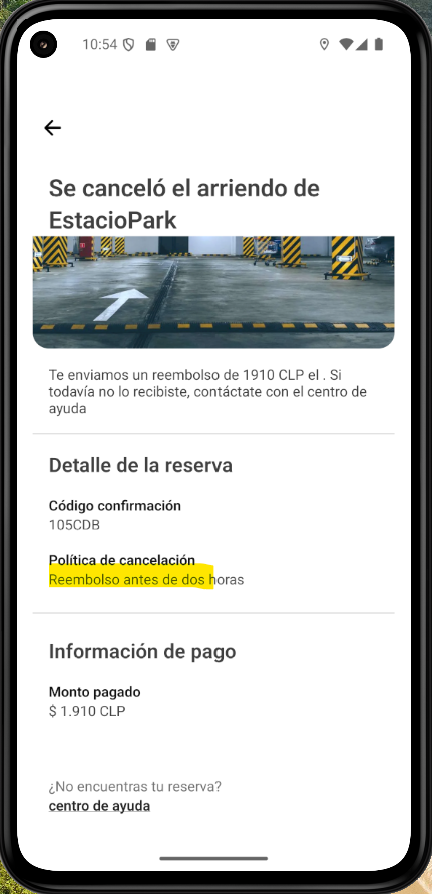 10:54
Se canceló el arriendo de
EstacioPark
Te enviamos un reembolso de 1910 CLP el . Si
todavía no lo recibiste, contáctate con el centro de
ayuda
Detalle de la reserva
Código confirmación
105CDB
Política de cancelación
Reembolso antes de dos horas
Información de pago
Monto pagado
$ 1.910 CLP
¿No encuentras tu reserva?
centro de ayuda